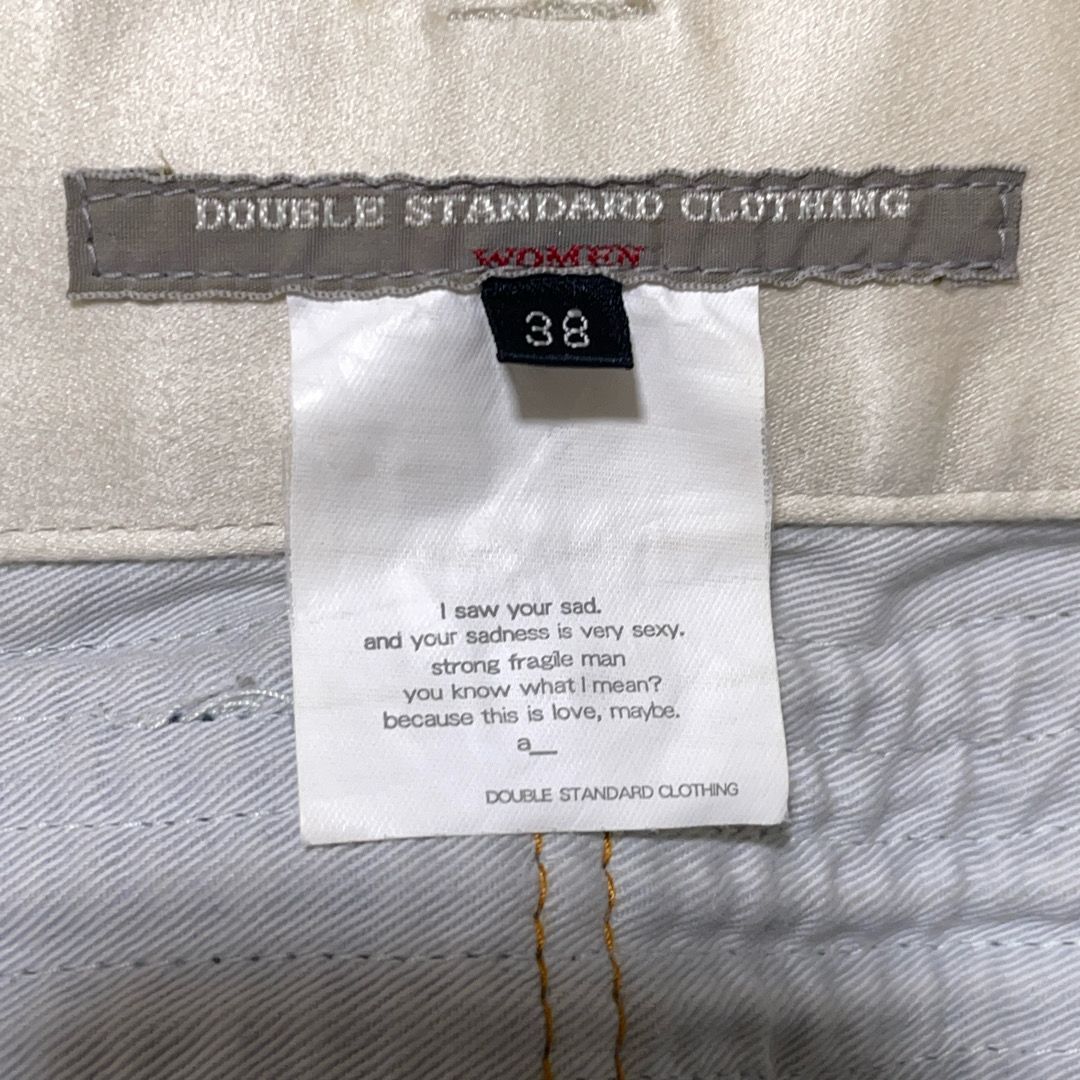 DOUBLE STANDARD CLOTHING
WOMEN
38
I saw your sad.
and your sadness is very sexy.
strong fragile man
you know what I mean?
because this is love, maybe.
a__
DOUBLE STANDARD CLOTHING